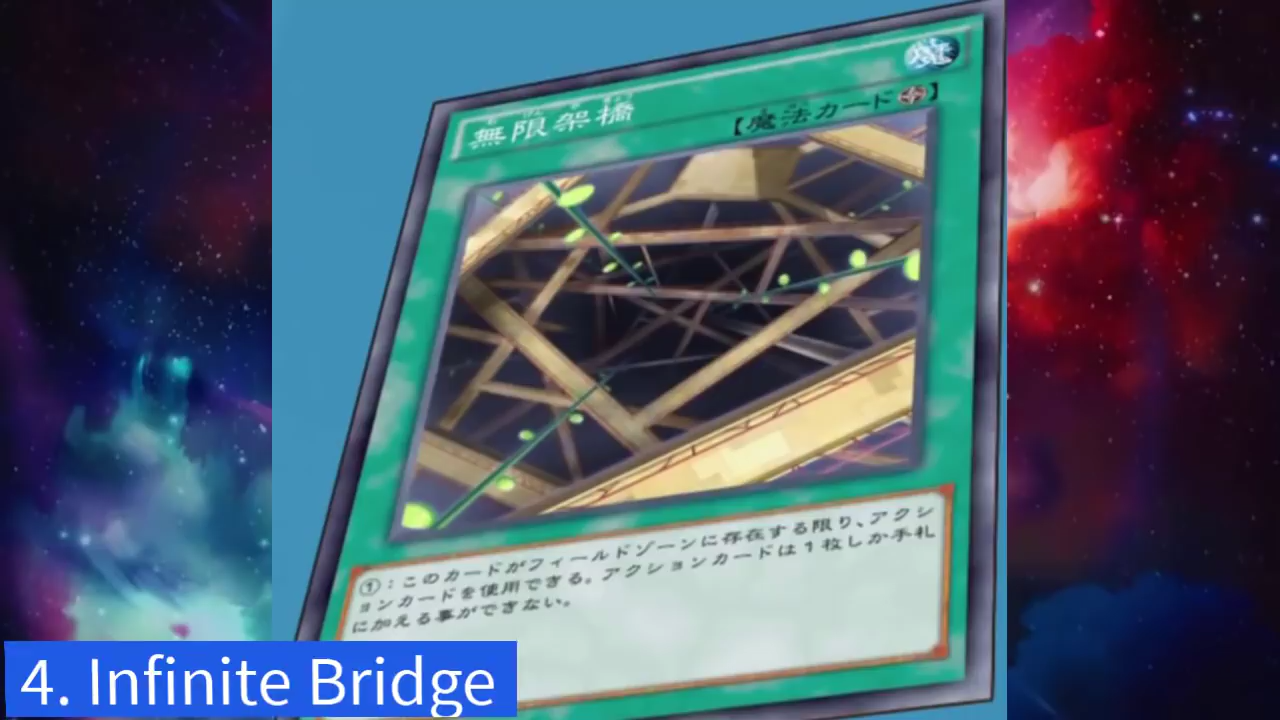 無限架橋
【魔法カード】
①：このカードがフィールドゾーンに存在する限り、アクシ
ョンカードを使用できる。アクションカードは１枚しか手札
に加える事ができない。
4. Infinite Bridge